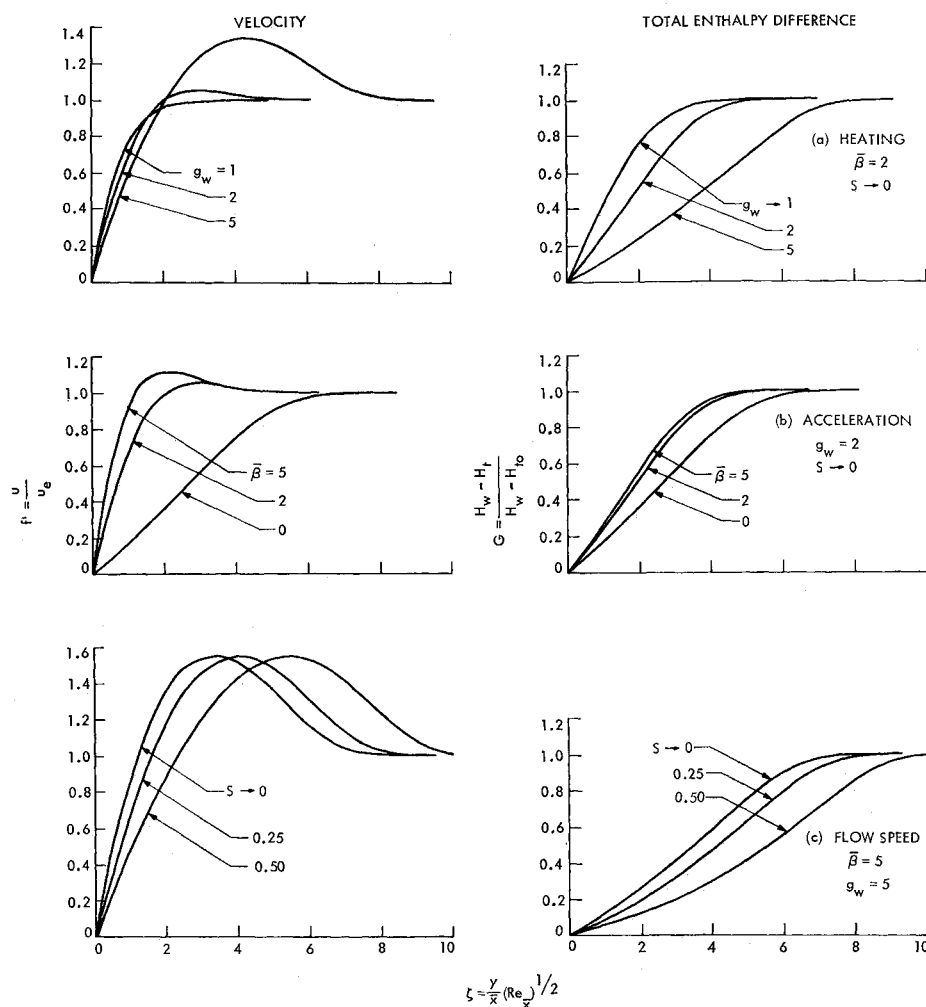 VELOCITY
TOTAL ENTHALPY DIFFERENCE
1.4
1.2
1.0
0.8
0.6
0.4
0.2
0
g_w = 1
2
5
1.2
1.0
0.8
0.6
0.4
0.2
0
g_w → 1
2
5
(a) HEATING
β̄ = 2
S → 0
f' = u/u_e
1.2
1.0
0.8
0.6
0.4
0.2
0
β̄ = 5
2
0
G = (H_w − H_t)/(H_w − H_to)
1.2
1.0
0.8
0.6
0.4
0.2
0
β̄ = 5
2
0
(b) ACCELERATION
g_w = 2
S → 0
1.6
1.4
1.2
1.0
0.8
0.6
0.4
0.2
0
S → 0
0.25
0.50
0 2 4 6 8 10
1.2
1.0
0.8
0.6
0.4
0.2
0
S → 0
0.25
0.50
(c) FLOW SPEED
β̄ = 5
g_w = 5
0 2 4 6 8 10
ζ = y/x̄ (Re_x̄)^1/2